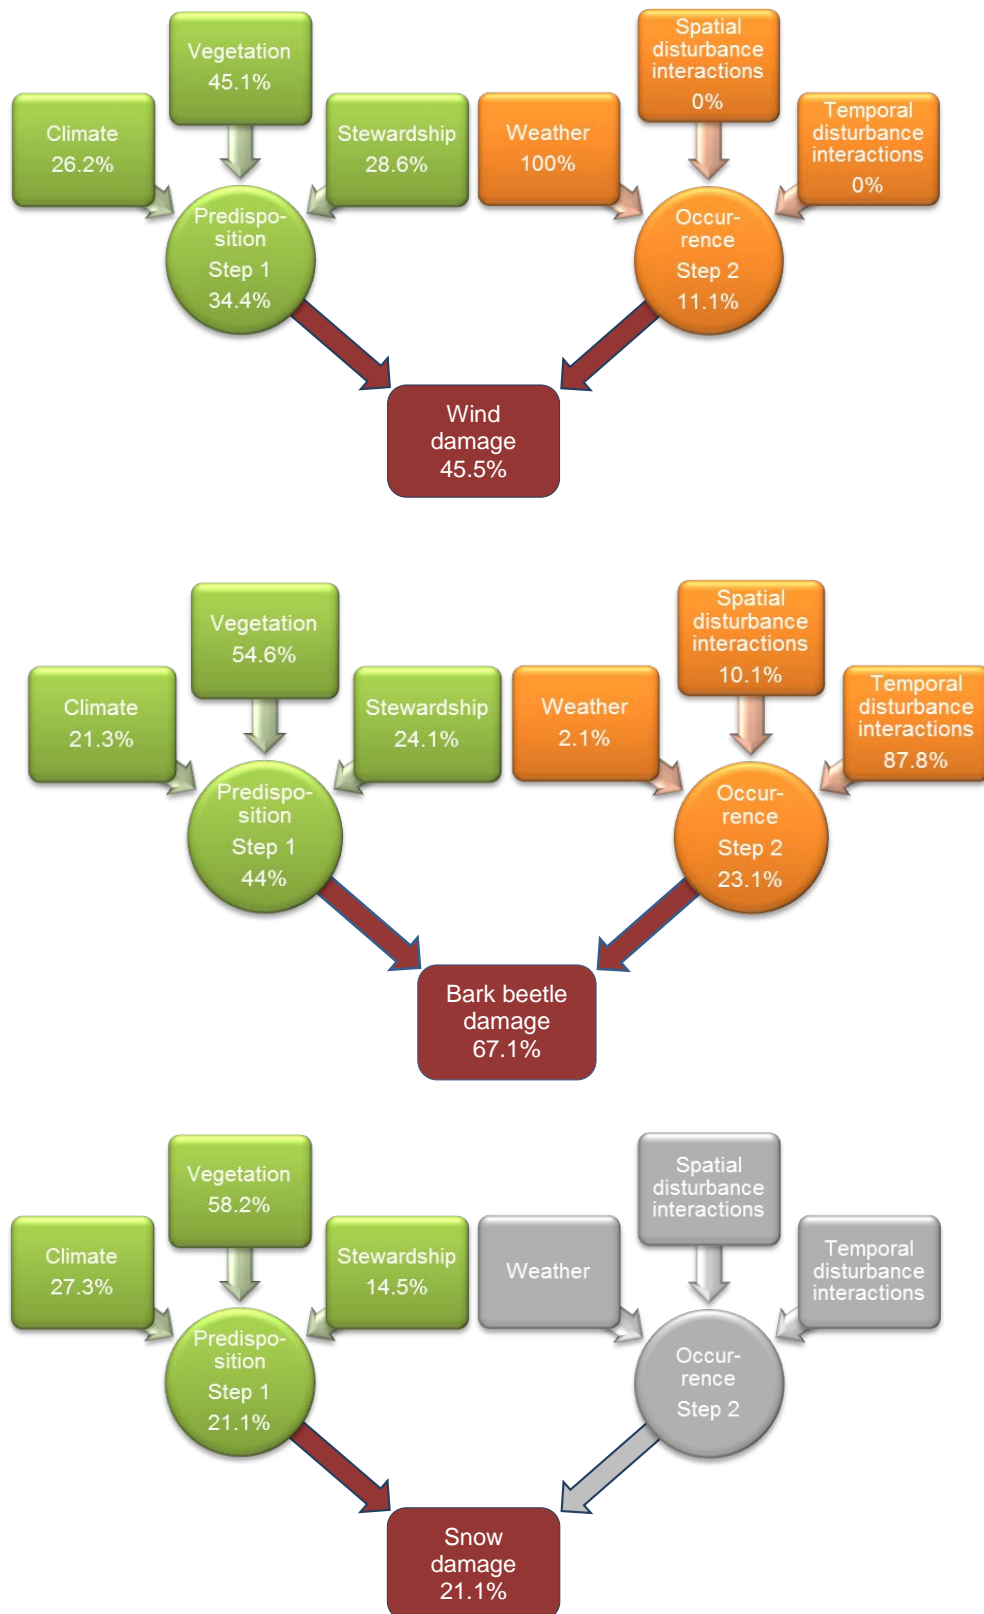 Vegetation
45.1%
Spatial
disturbance
interactions
0%
Climate
26.2%
Stewardship
28.6%
Weather
100%
Temporal
disturbance
interactions
0%
Predispo-
sition
Step 1
34.4%
Occur-
rence
Step 2
11.1%
Wind
damage
45.5%
Vegetation
54.6%
Spatial
disturbance
interactions
10.1%
Climate
21.3%
Stewardship
24.1%
Weather
2.1%
Temporal
disturbance
interactions
87.8%
Predispo-
sition
Step 1
44%
Occur-
rence
Step 2
23.1%
Bark beetle
damage
67.1%
Vegetation
58.2%
Spatial
disturbance
interactions
Climate
27.3%
Stewardship
14.5%
Weather
Temporal
disturbance
interactions
Predispo-
sition
Step 1
21.1%
Occur-
rence
Step 2
Snow
damage
21.1%